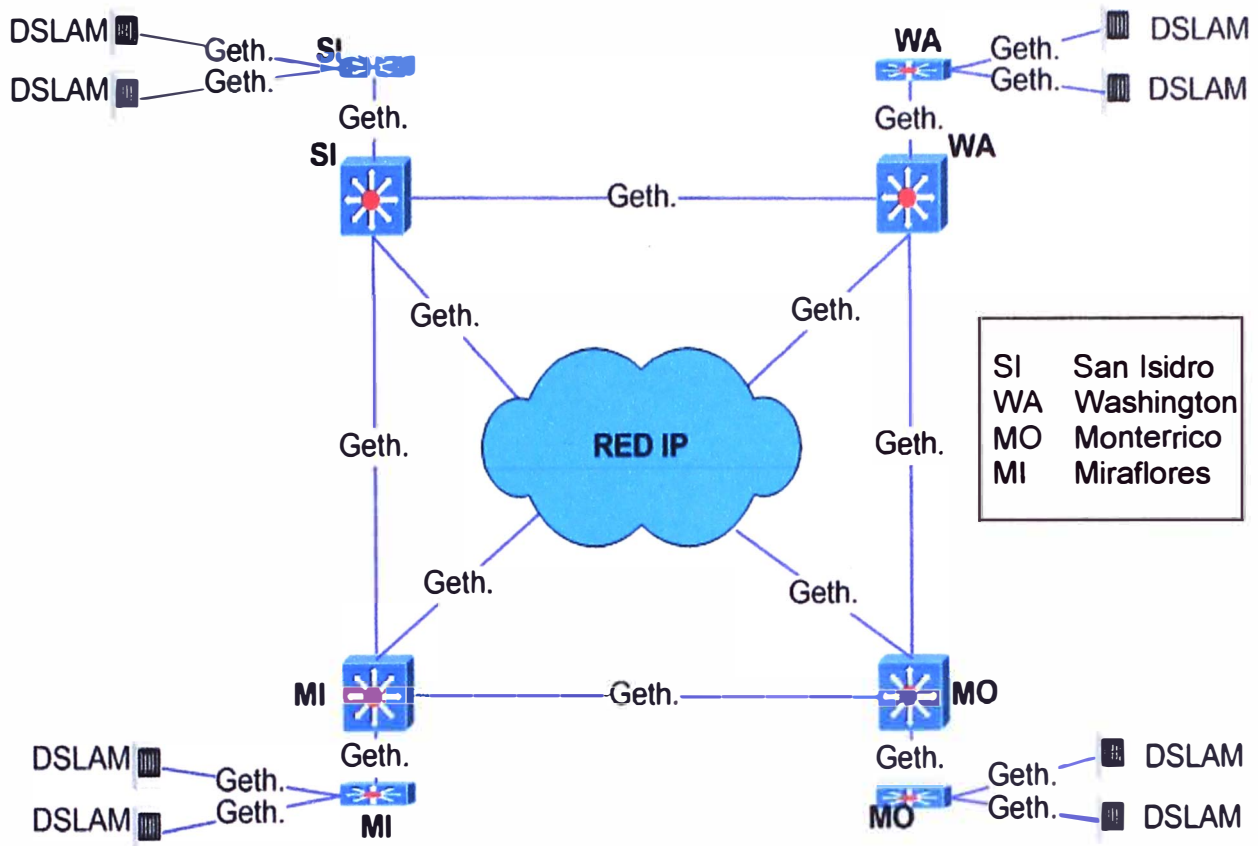 DSLAM
Geth.
SI
WA
Geth.
DSLAM
DSLAM
Geth.
Geth.
DSLAM
Geth.
Geth.
SI
WA
Geth.
Geth.
Geth.
SI San Isidro
WA Washington
MO Monterrico
MI Miraflores
Geth.
RED IP
Geth.
Geth.
Geth.
MI
Geth.
MO
Geth.
Geth.
DSLAM
Geth.
Geth.
DSLAM
DSLAM
Geth.
MI
MO
Geth.
DSLAM